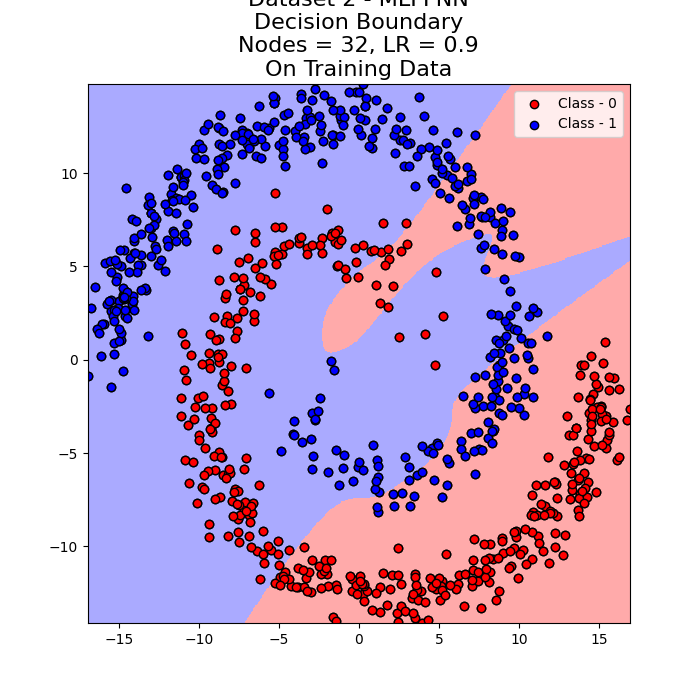 Dataset 2 - MLFFNN
Decision Boundary
Nodes = 32, LR = 0.9
On Training Data
Class - 0
Class - 1
10
5
0
−5
−10
−15
−10
−5
0
5
10
15